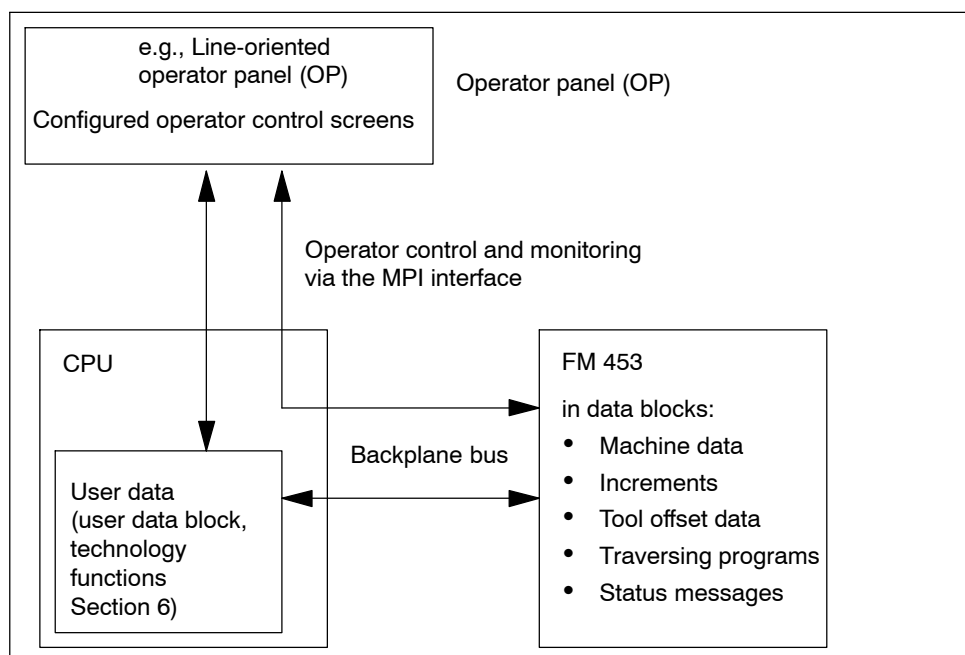 e.g., Line-oriented
operator panel (OP)
Configured operator control screens
Operator panel (OP)
Operator control and monitoring
via the MPI interface
CPU
User data
(user data block,
technology
functions
Section 6)
Backplane bus
FM 453
in data blocks:
• Machine data
• Increments
• Tool offset data
• Traversing programs
• Status messages